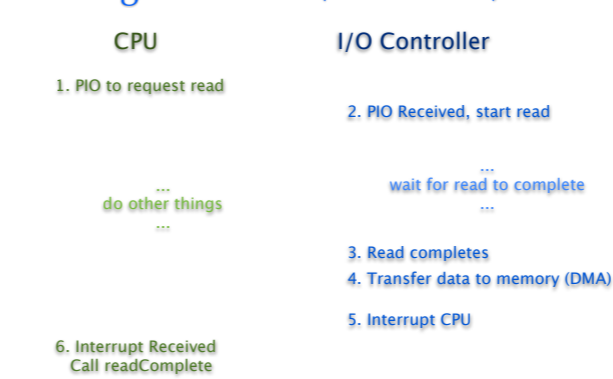 CPU
I/O Controller
1. PIO to request read
2. PIO Received, start read
...
wait for read to complete
...
...
do other things
...
3. Read completes
4. Transfer data to memory (DMA)
5. Interrupt CPU
6. Interrupt Received
Call readComplete